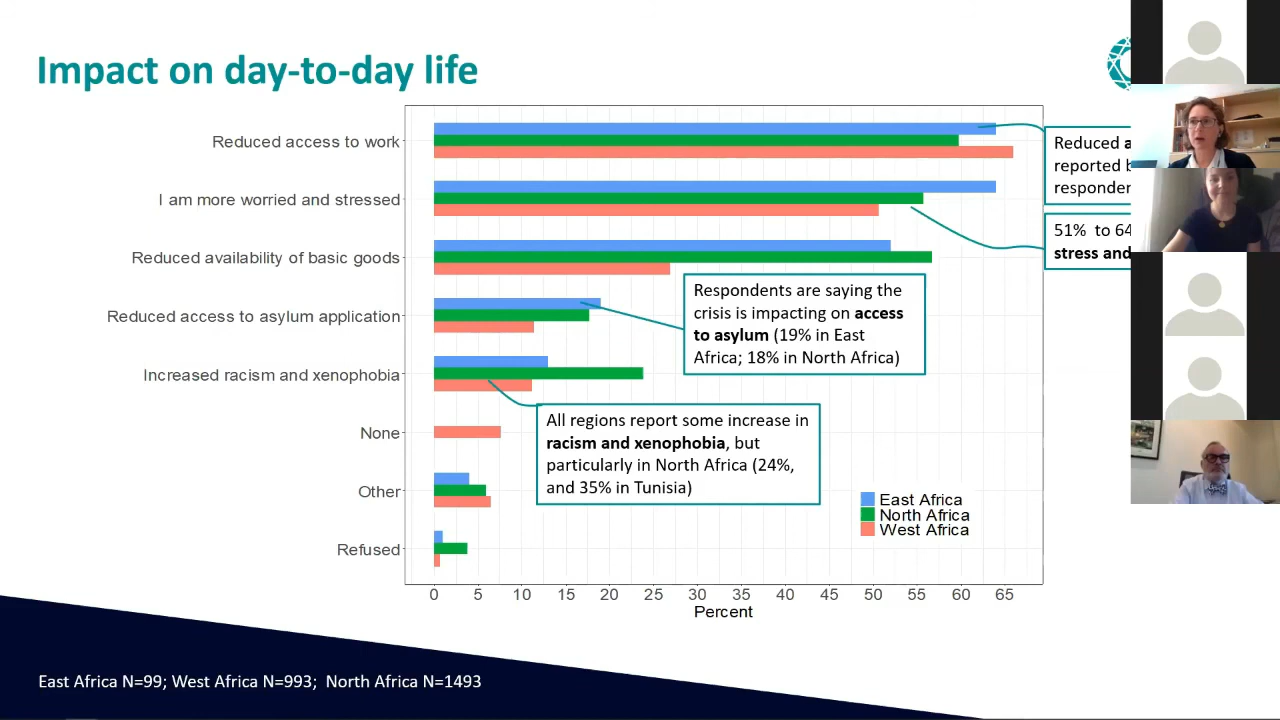 Impact on day-to-day life
Reduced access to work
I am more worried and stressed
Reduced availability of basic goods
Reduced access to asylum application
Increased racism and xenophobia
None
Other
Refused
Reduced
reported
51% to 64
stress and
Respondents are saying the
crisis is impacting on access
to asylum (19% in East
Africa; 18% in North Africa)
All regions report some increase in
racism and xenophobia, but
particularly in North Africa (24%,
and 35% in Tunisia)
East Africa
North Africa
West Africa
0 5 10 15 20 25 30 35 40 45 50 55 60 65
Percent
East Africa N=99; West Africa N=993; North Africa N=1493